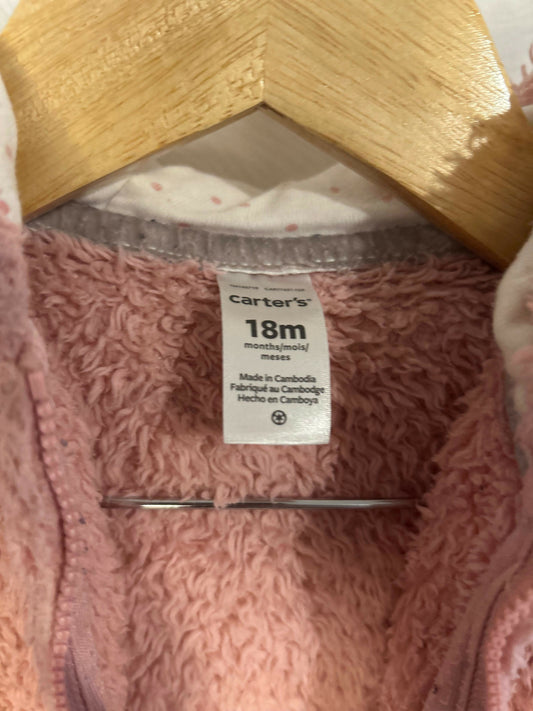 carter's
18m
months/mois/
meses
Made in Cambodia
Fabriqué au Cambodge
Hecho en Camboya